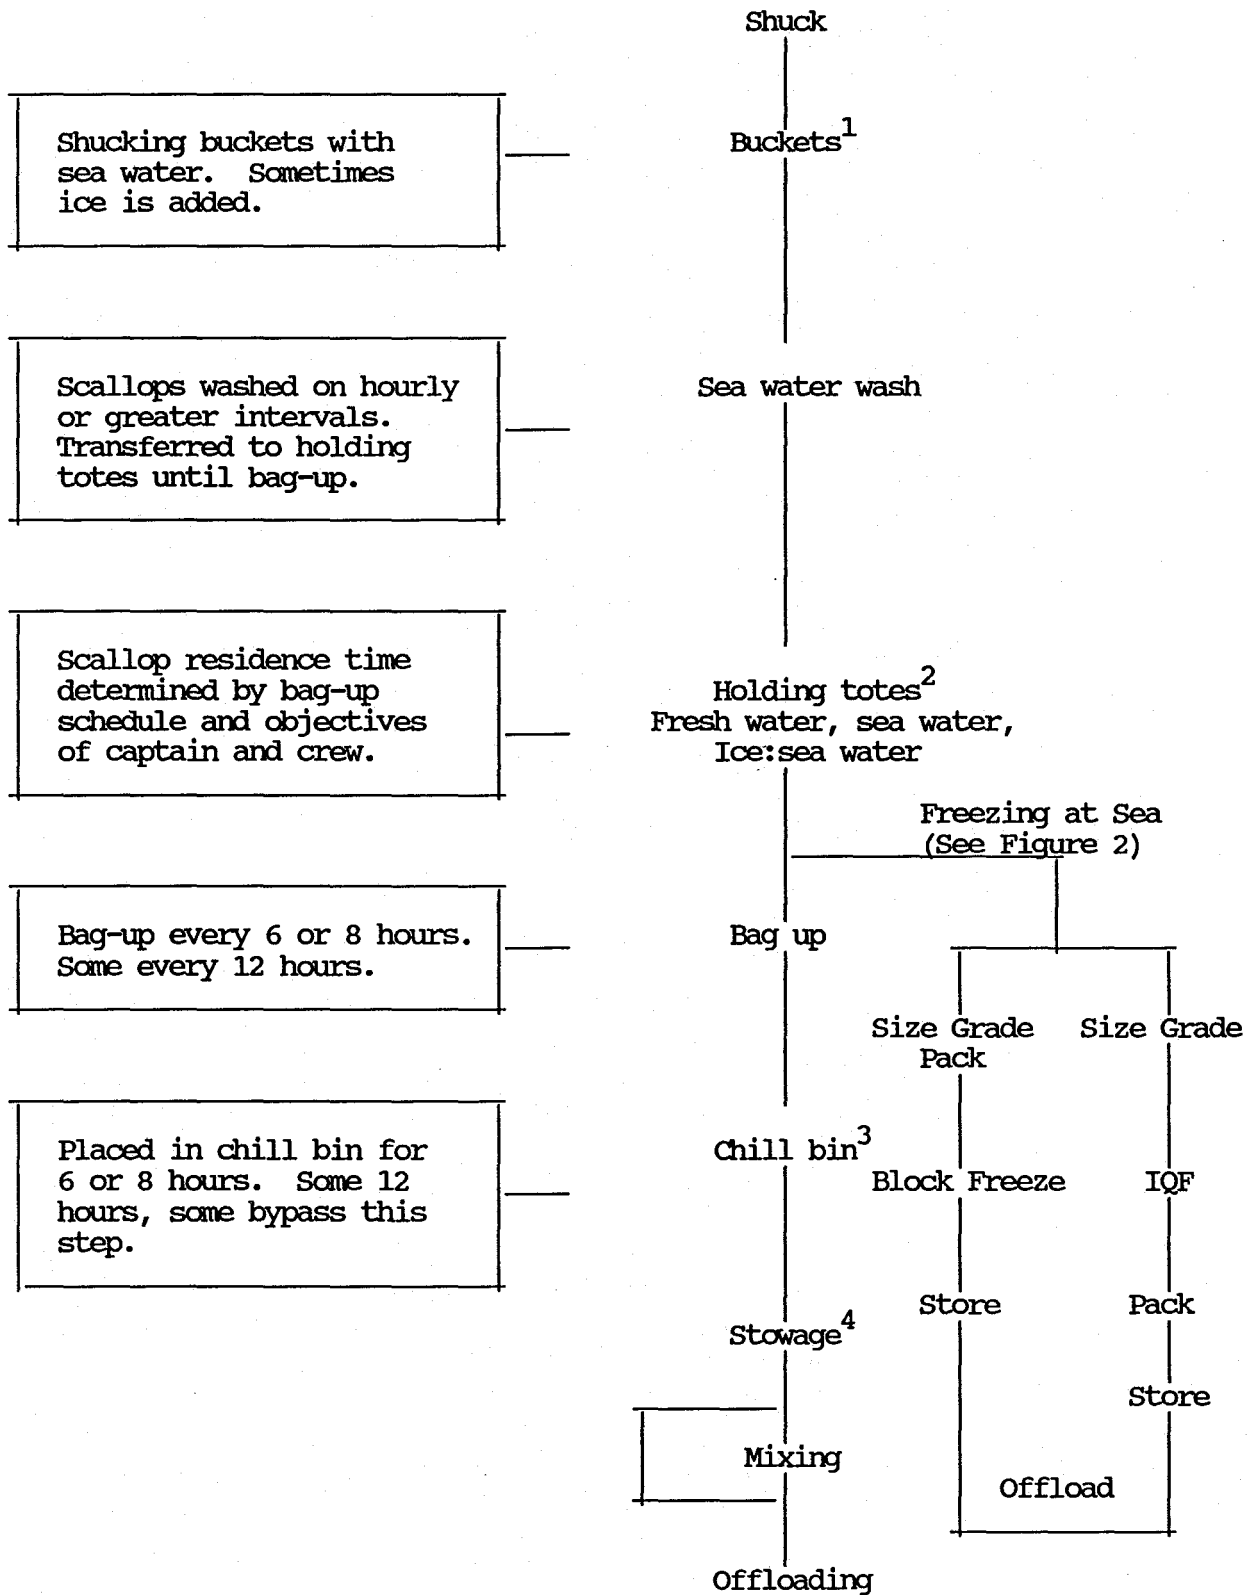 Shuck
Shucking buckets with
sea water. Sometimes
ice is added.
Buckets1
Scallops washed on hourly
or greater intervals.
Transferred to holding
totes until bag-up.
Sea water wash
Scallop residence time
determined by bag-up
schedule and objectives
of captain and crew.
Holding totes2
Fresh water, sea water,
Ice:sea water
Freezing at Sea
(See Figure 2)
Bag-up every 6 or 8 hours.
Some every 12 hours.
Bag up
Size Grade
Pack
Size Grade
Placed in chill bin for
6 or 8 hours. Some 12
hours, some bypass this
step.
Chill bin3
Block Freeze
IQF
Store
Pack
Stowage4
Store
Mixing
Offload
Offloading